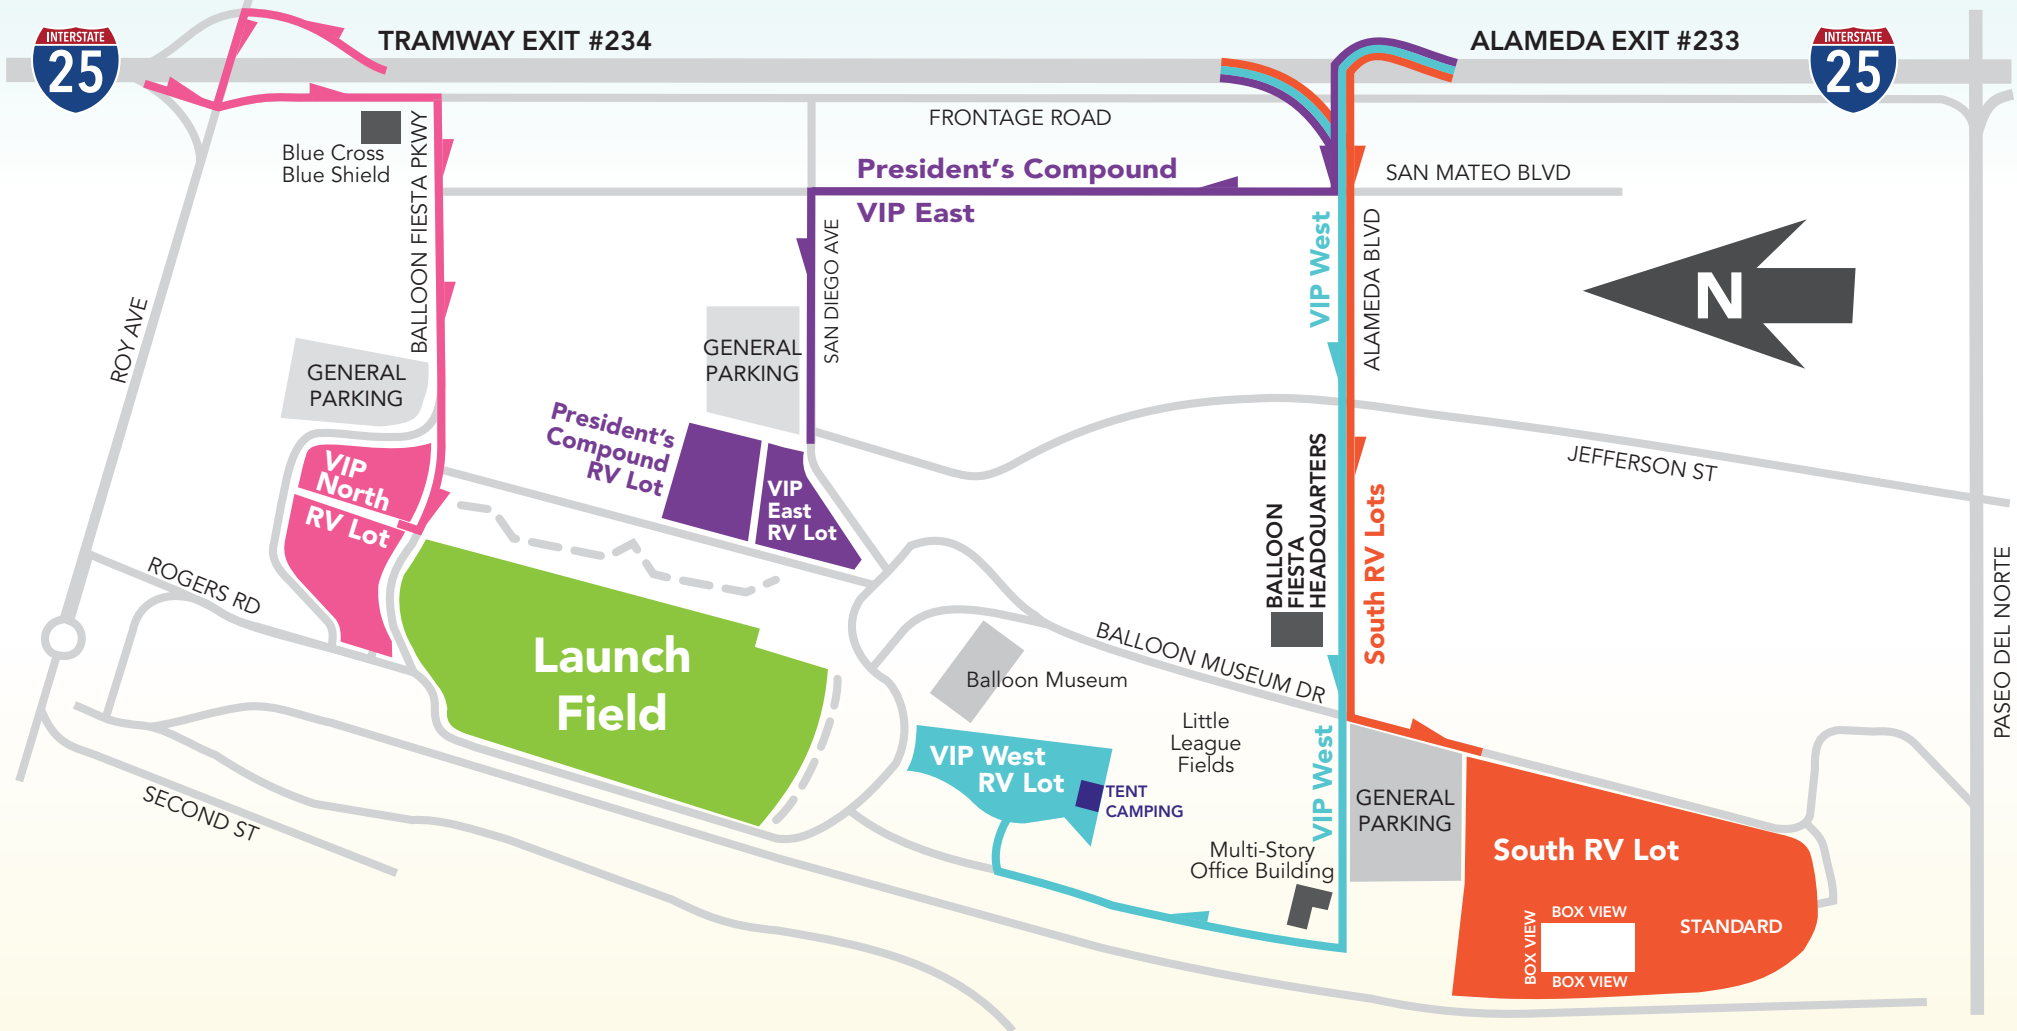 INTERSTATE
25
TRAMWAY EXIT #234
ALAMEDA EXIT #233
INTERSTATE
25
FRONTAGE ROAD
Blue Cross
Blue Shield
BALLOON FIESTA PKWY
President's Compound
VIP East
SAN MATEO BLVD
SAN DIEGO AVE
VIP West
ALAMEDA BLVD
N
ROY AVE
GENERAL
PARKING
GENERAL
PARKING
President's
Compound
RV Lot
VIP
North
RV Lot
VIP
East
RV Lot
JEFFERSON ST
BALLOON
FIESTA
HEADQUARTERS
South RV Lots
ROGERS RD
PASEO DEL NORTE
Launch
Field
BALLOON MUSEUM DR
Balloon Museum
Little
League
Fields
VIP West
RV Lot
TENT
CAMPING
VIP West
GENERAL
PARKING
SECOND ST
Multi-Story
Office Building
South RV Lot
BOX VIEW
BOX VIEW
STANDARD
BOX VIEW